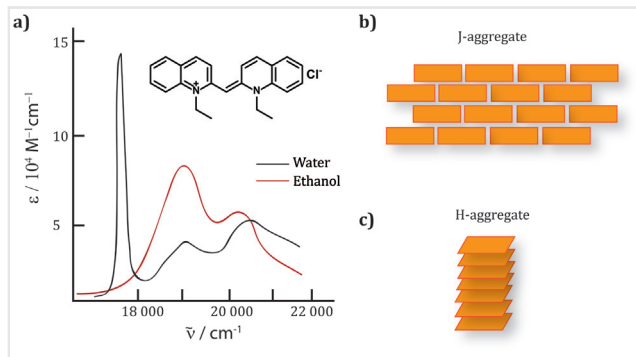 a)
15
10
5
ε / 10⁴ M⁻¹cm⁻¹
N
+
N
Cl⁻
Water
Ethanol
18 000
20 000
22 000
ṽ / cm⁻¹
b)
J-aggregate
c)
H-aggregate